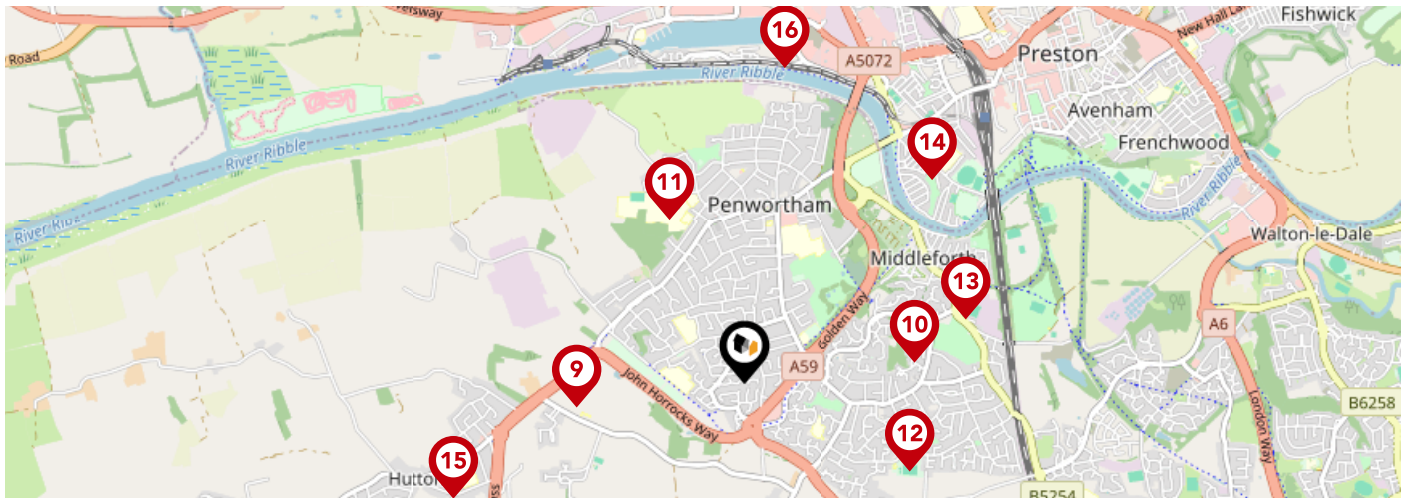 Fishwick
New Hall La
Road
16
A5072
Preston
River Ribble
Avenham
Frenchwood
14
River Ribble
11
Penwortham
River Ribble
River
Walton-le-Dale
Middleforth
13
10
A6
Golden Way
9
A59
John Horrocks Way
B6258
London Way
12
15
Hutton
B5254